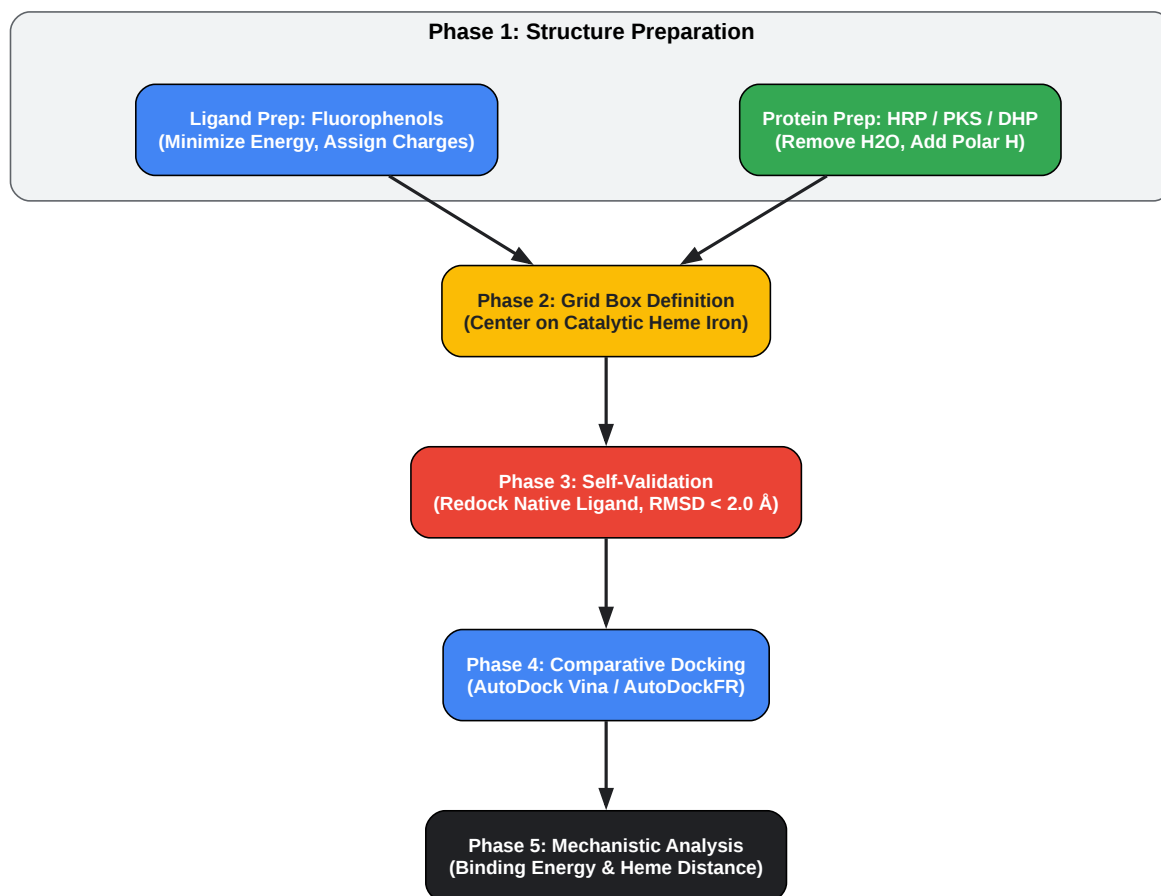 Phase 1: Structure Preparation
Ligand Prep: Fluorophenols
(Minimize Energy, Assign Charges)
Protein Prep: HRP / PKS / DHP
(Remove H2O, Add Polar H)
Phase 2: Grid Box Definition
(Center on Catalytic Heme Iron)
Phase 3: Self-Validation
(Redock Native Ligand, RMSD < 2.0 Å)
Phase 4: Comparative Docking
(AutoDock Vina / AutoDockFR)
Phase 5: Mechanistic Analysis
(Binding Energy & Heme Distance)